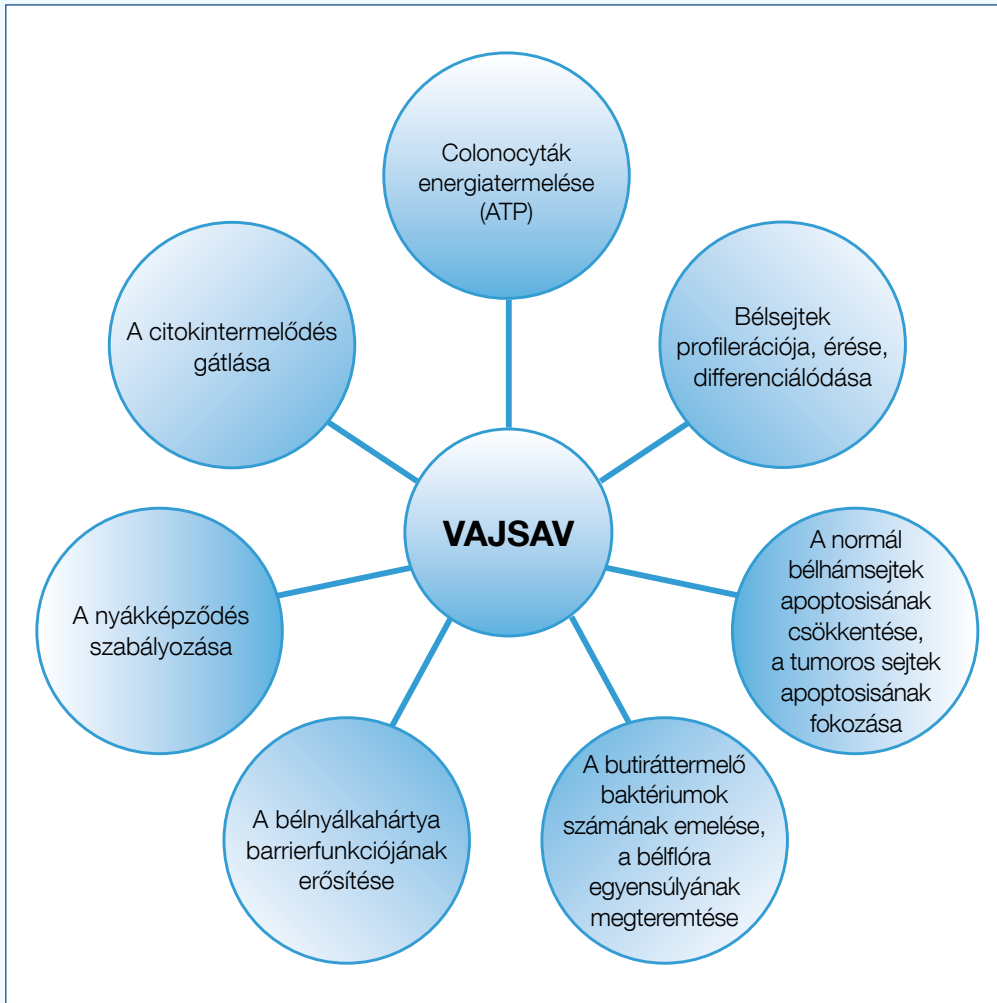 Colonocyták
energiatermelése
(ATP)
A citokintermelődés
gátlása
Bélsejtek
profilerációja, érése,
differenciálódása
VAJSAV
A nyákképződés
szabályozása
A normál
bélhámsejtek
apoptosisának
csökkentése,
a tumoros sejtek
apoptosisának
fokozása
A bélnyálkahártya
barrierfunkciójának
erősítése
A butiráttermelő
baktériumok
számának emelése,
a bélflóra
egyensúlyának
megteremtése